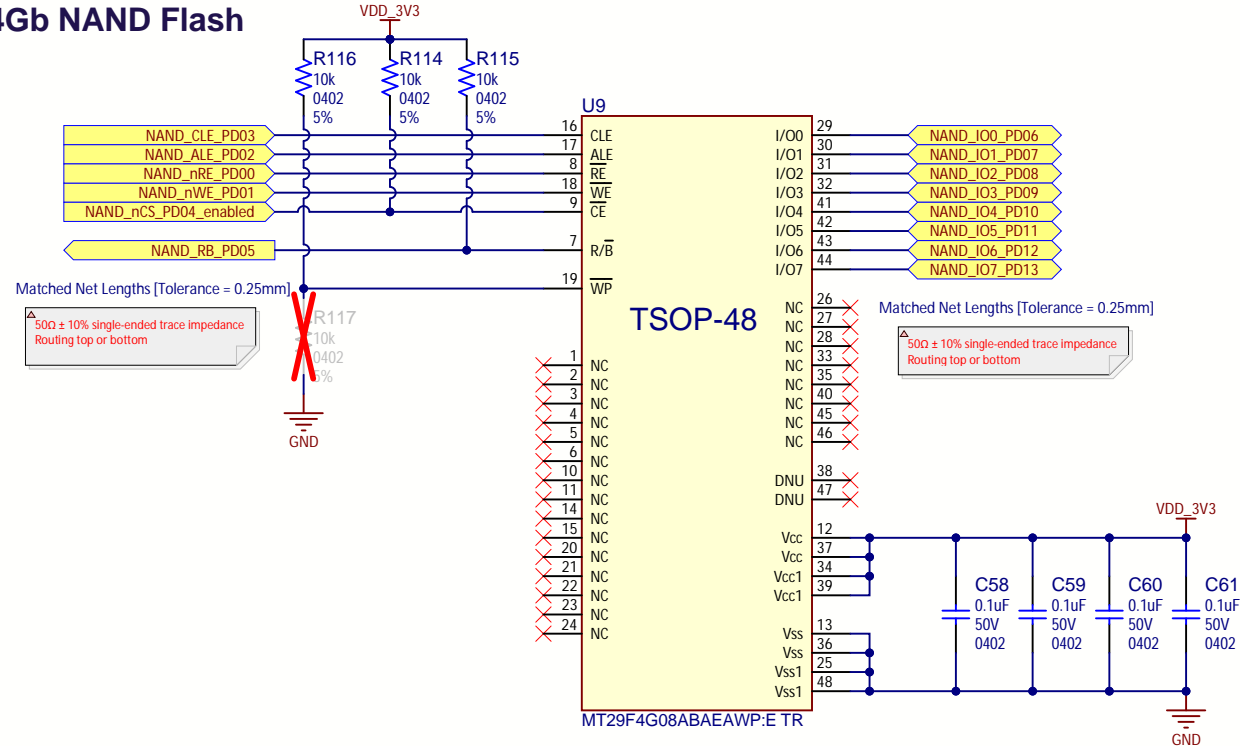 4Gb NAND Flash
VDD_3V3
R116
10k
0402
5%
R114
10k
0402
5%
R115
10k
0402
5%
NAND_CLE_PD03
NAND_ALE_PD02
NAND_nRE_PD00
NAND_nWE_PD01
NAND_nCS_PD04_enabled
NAND_RB_PD05
Matched Net Lengths [Tolerance = 0.25mm]
50Ω ± 10% single-ended trace impedance
Routing top or bottom
R117
10k
0402
5%
GND
U9
16 CLE
17 ALE
8 RE
18 WE
9 CE
7 R/B
19 WP
1 NC
2 NC
3 NC
4 NC
5 NC
6 NC
10 NC
11 NC
14 NC
15 NC
20 NC
21 NC
22 NC
23 NC
24 NC
TSOP-48
I/O0 29
I/O1 30
I/O2 31
I/O3 32
I/O4 41
I/O5 42
I/O6 43
I/O7 44
NC 26
NC 27
NC 28
NC 33
NC 35
NC 40
NC 45
NC 46
DNU 38
DNU 47
Vcc 12
Vcc 37
Vcc1 34
Vcc1 39
Vss 13
Vss 36
Vss1 25
Vss1 48
MT29F4G08ABAEAWP:E TR
NAND_IO0_PD06
NAND_IO1_PD07
NAND_IO2_PD08
NAND_IO3_PD09
NAND_IO4_PD10
NAND_IO5_PD11
NAND_IO6_PD12
NAND_IO7_PD13
Matched Net Lengths [Tolerance = 0.25mm]
50Ω ± 10% single-ended trace impedance
Routing top or bottom
VDD_3V3
C58
0.1uF
50V
0402
C59
0.1uF
50V
0402
C60
0.1uF
50V
0402
C61
0.1uF
50V
0402
GND